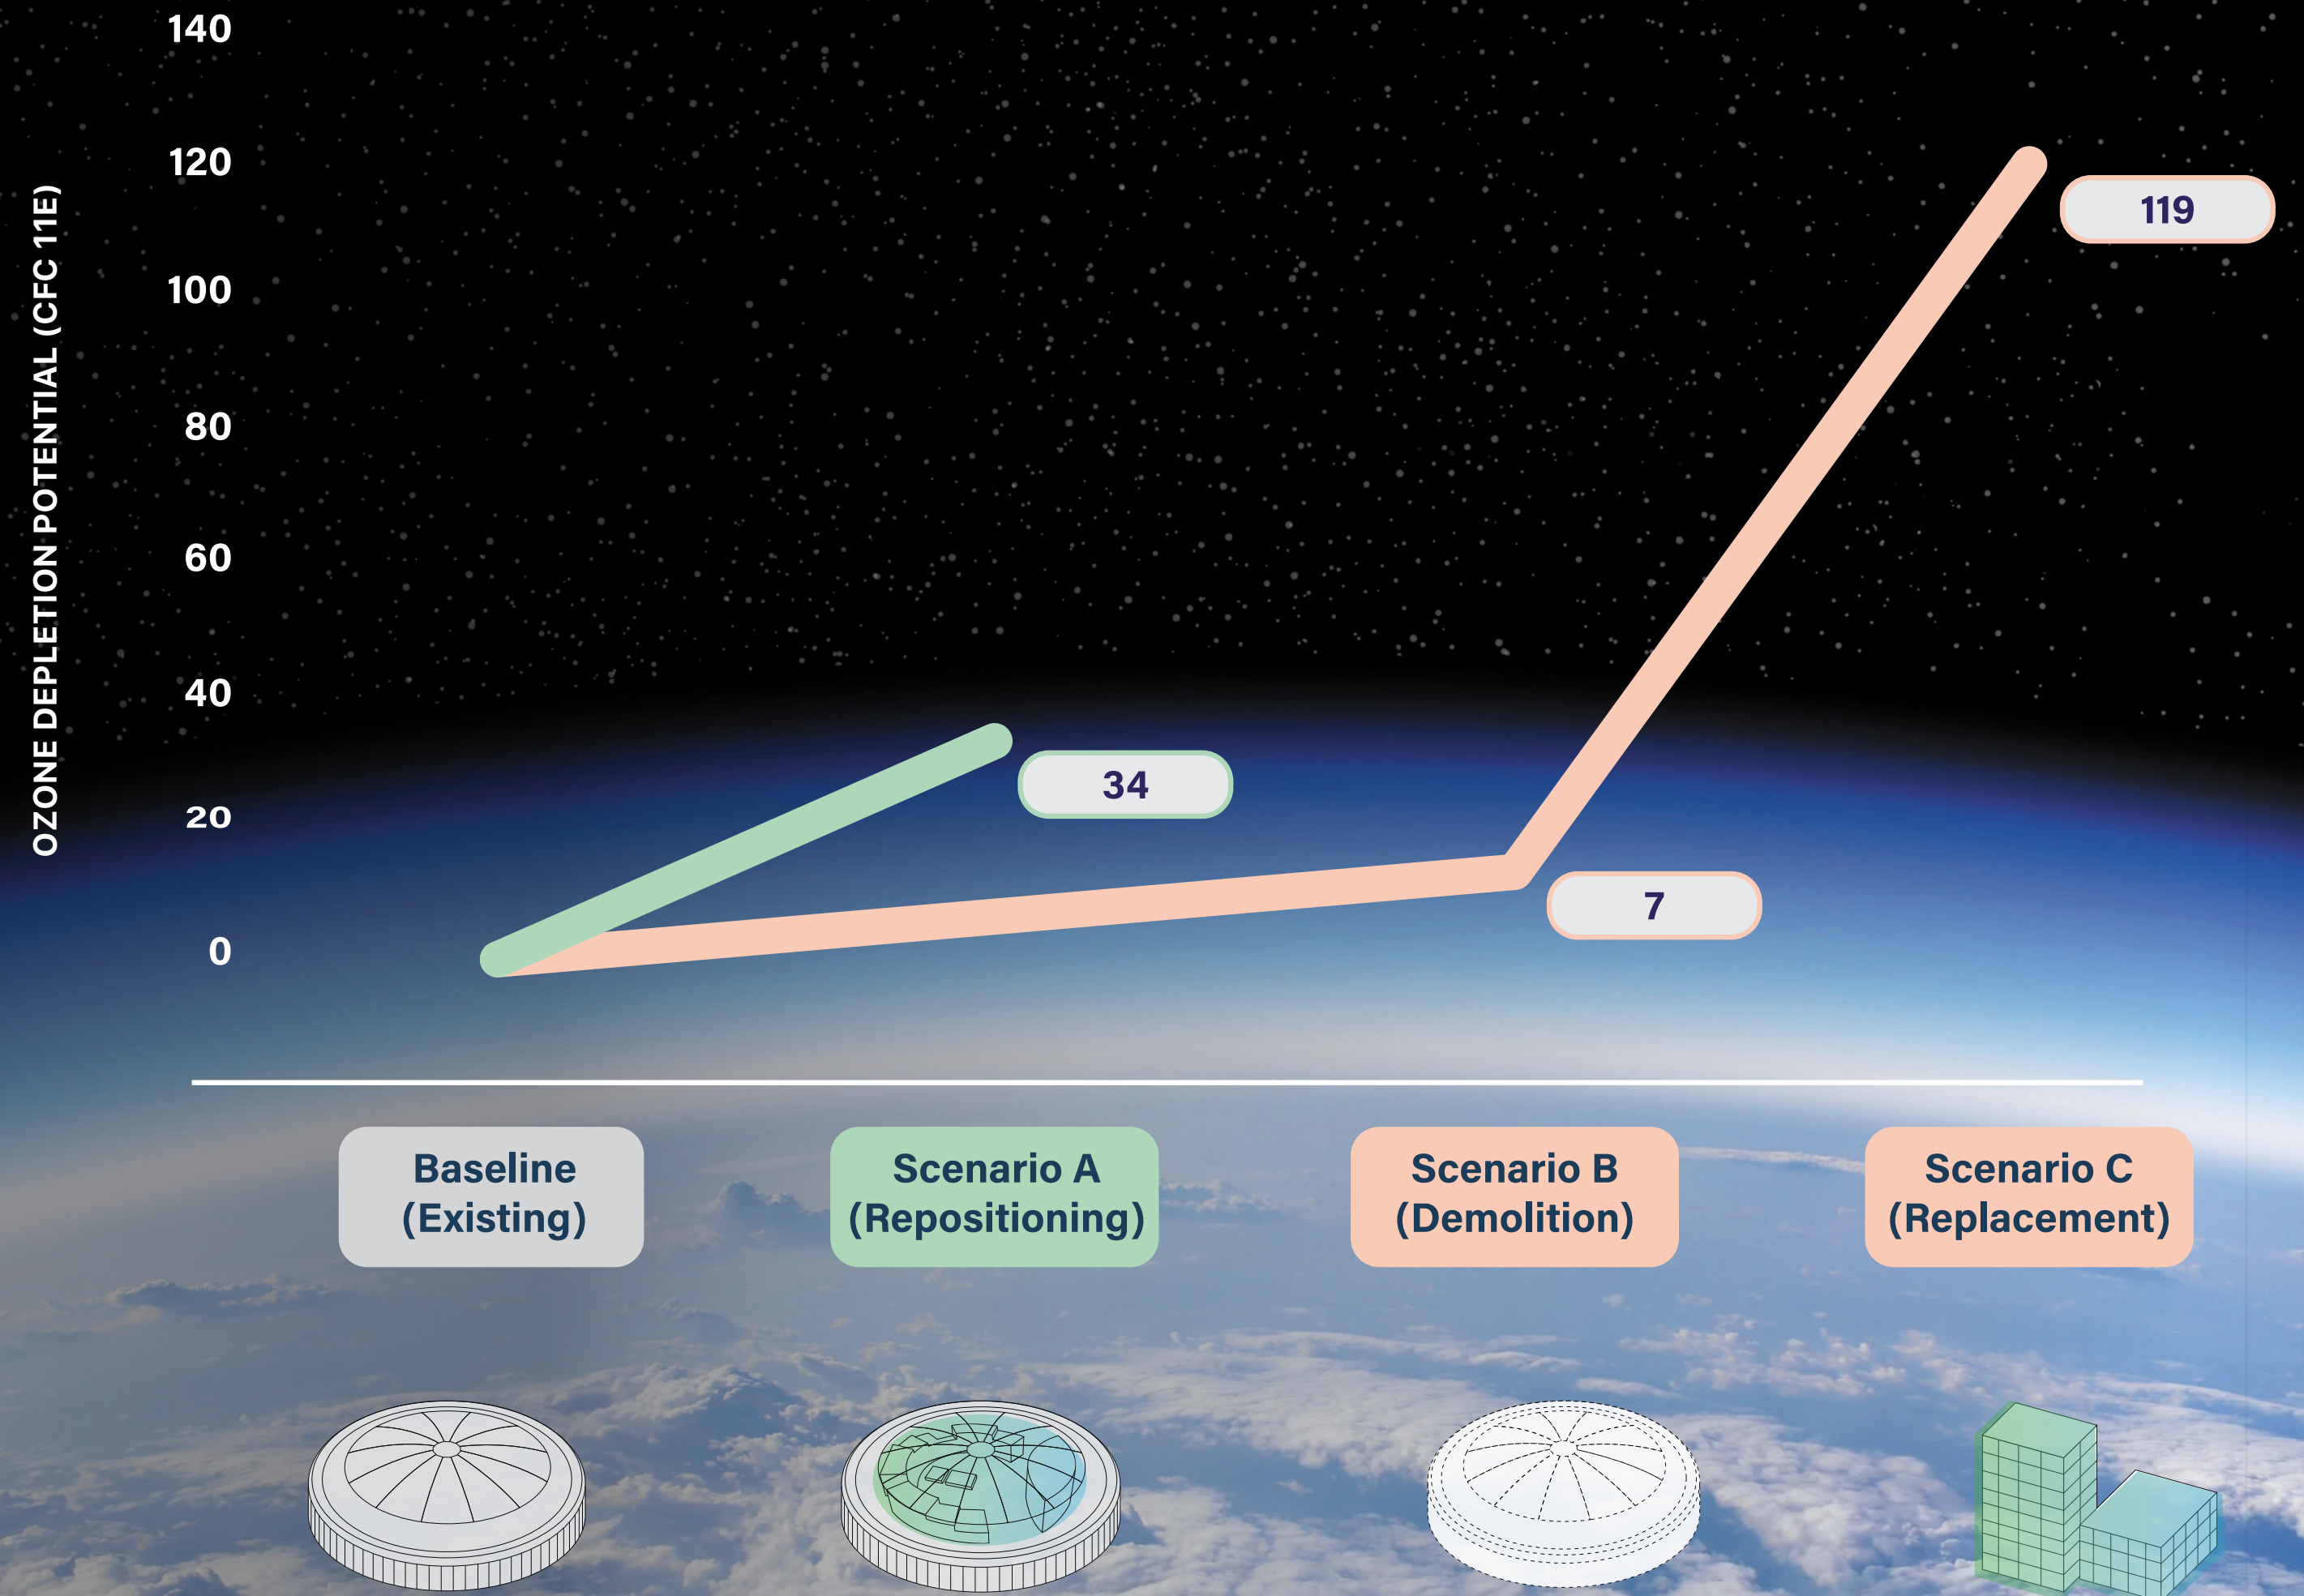 OZONE DEPLETION POTENTIAL (CFC 11E)
140
120
100
80
60
40
20
0
119
34
7
Baseline
(Existing)
Scenario A
(Repositioning)
Scenario B
(Demolition)
Scenario C
(Replacement)